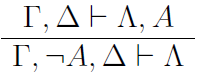 Γ, Δ ⊢ Λ, A
Γ, ¬A, Δ ⊢ Λ